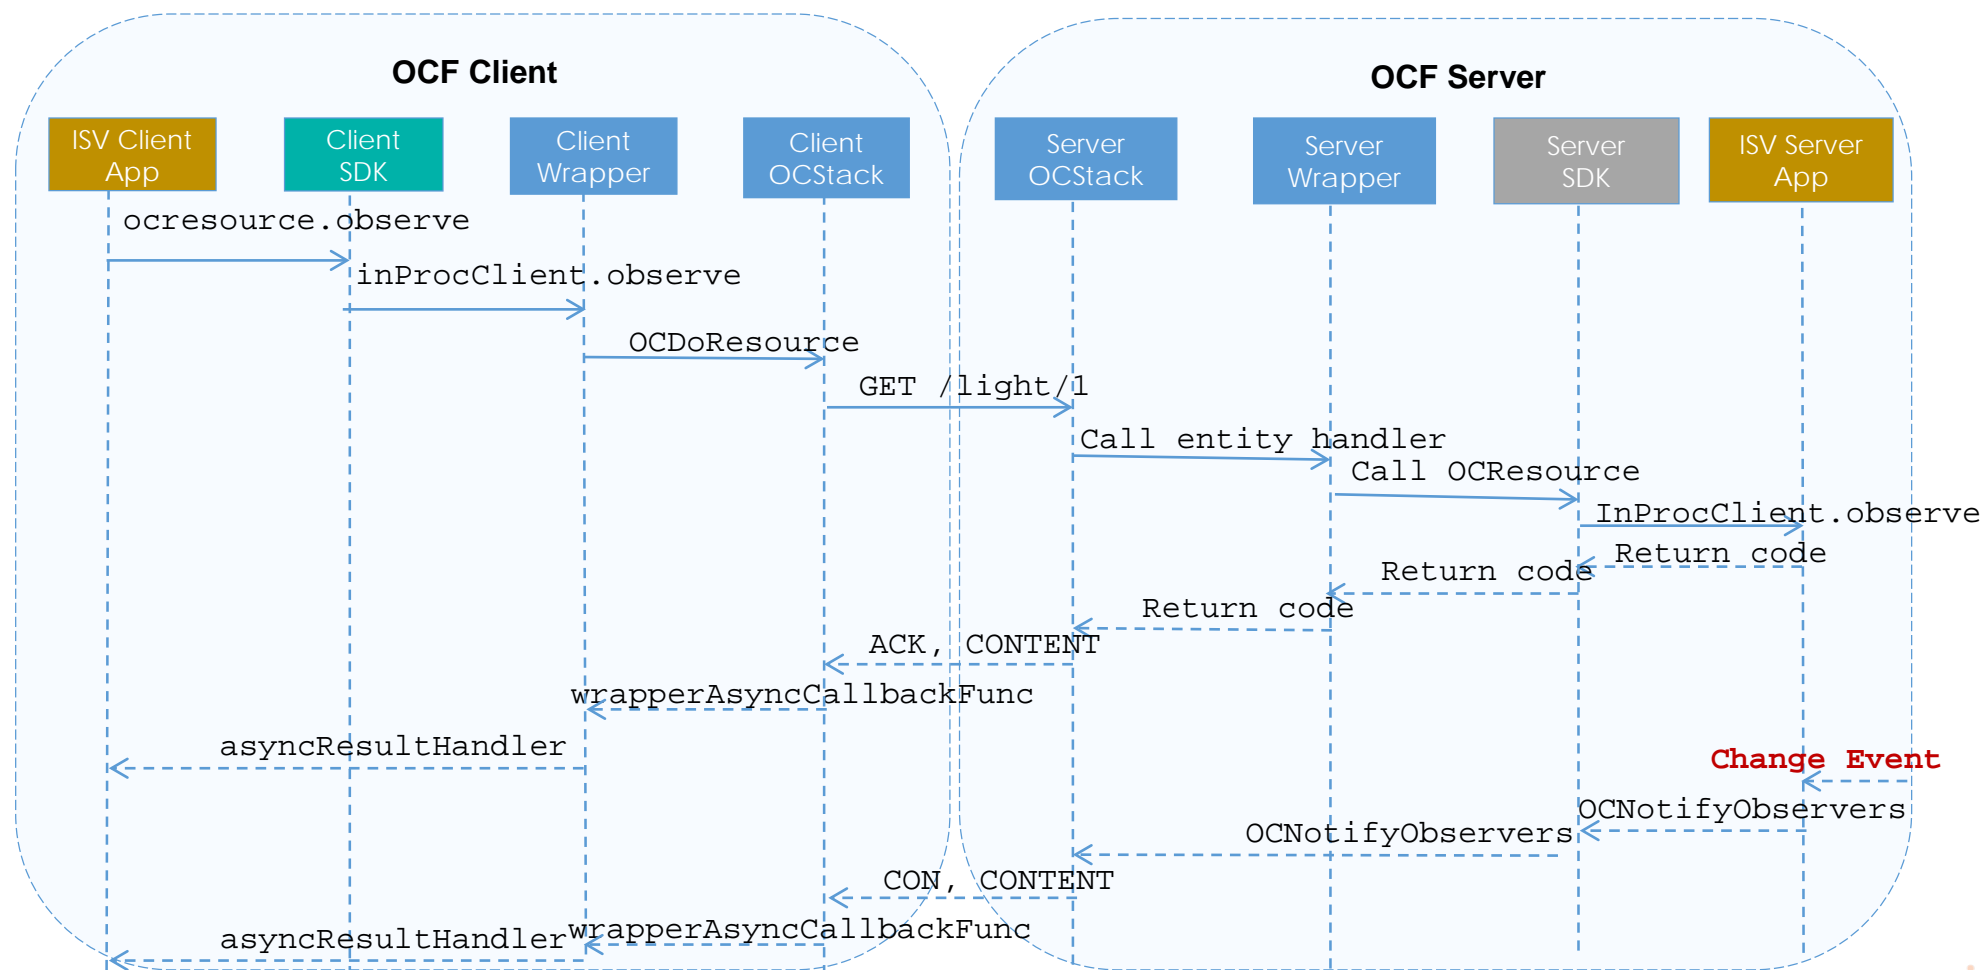 OCF Client
OCF Server
ISV Client
App
Client
SDK
Client
Wrapper
Client
OCStack
Server
OCStack
Server
Wrapper
Server
SDK
ISV Server
App
ocresource.observe
inProcClient.observe
OCDoResource
GET /light/1
Call entity handler
Call OCResource
InProcClient.observe
Return code
Return code
Return code
ACK, CONTENT
wrapperAsyncCallbackFunc
asyncResultHandler
Change Event
OCNotifyObservers
OCNotifyObservers
CON, CONTENT
wrapperAsyncCallbackFunc
asyncResultHandler